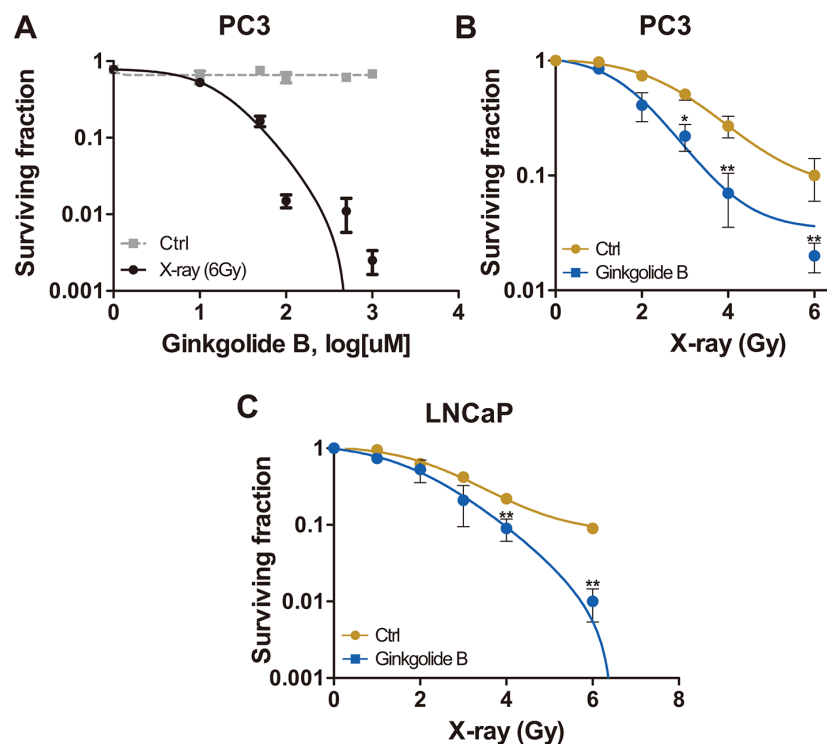 A
PC3
Surviving fraction
1
0.1
0.01
0.001
Ctrl
X-ray (6Gy)
0 1 2 3 4
Ginkgolide B, log[uM]
B
PC3
Surviving fraction
1
0.1
0.01
*
**
**
Ctrl
Ginkgolide B
0 2 4 6
X-ray (Gy)
C
LNCaP
Surviving fraction
1
0.1
0.01
0.001
**
**
Ctrl
Ginkgolide B
0 2 4 6 8
X-ray (Gy)